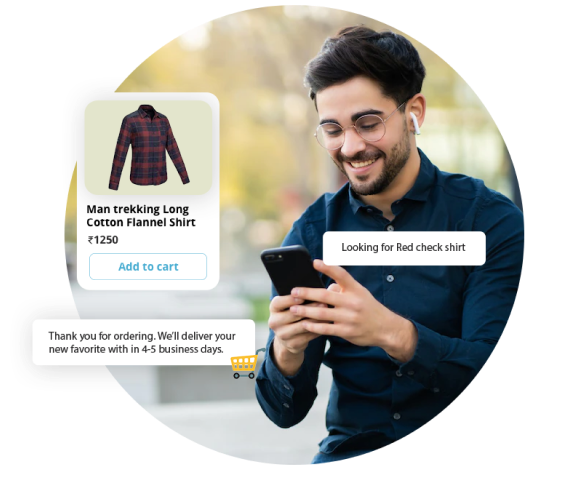 Man trekking Long
Cotton Flannel Shirt
₹1250
Add to cart
Looking for Red check shirt
Thank you for ordering. We'll deliver your
new favorite with in 4-5 business days.